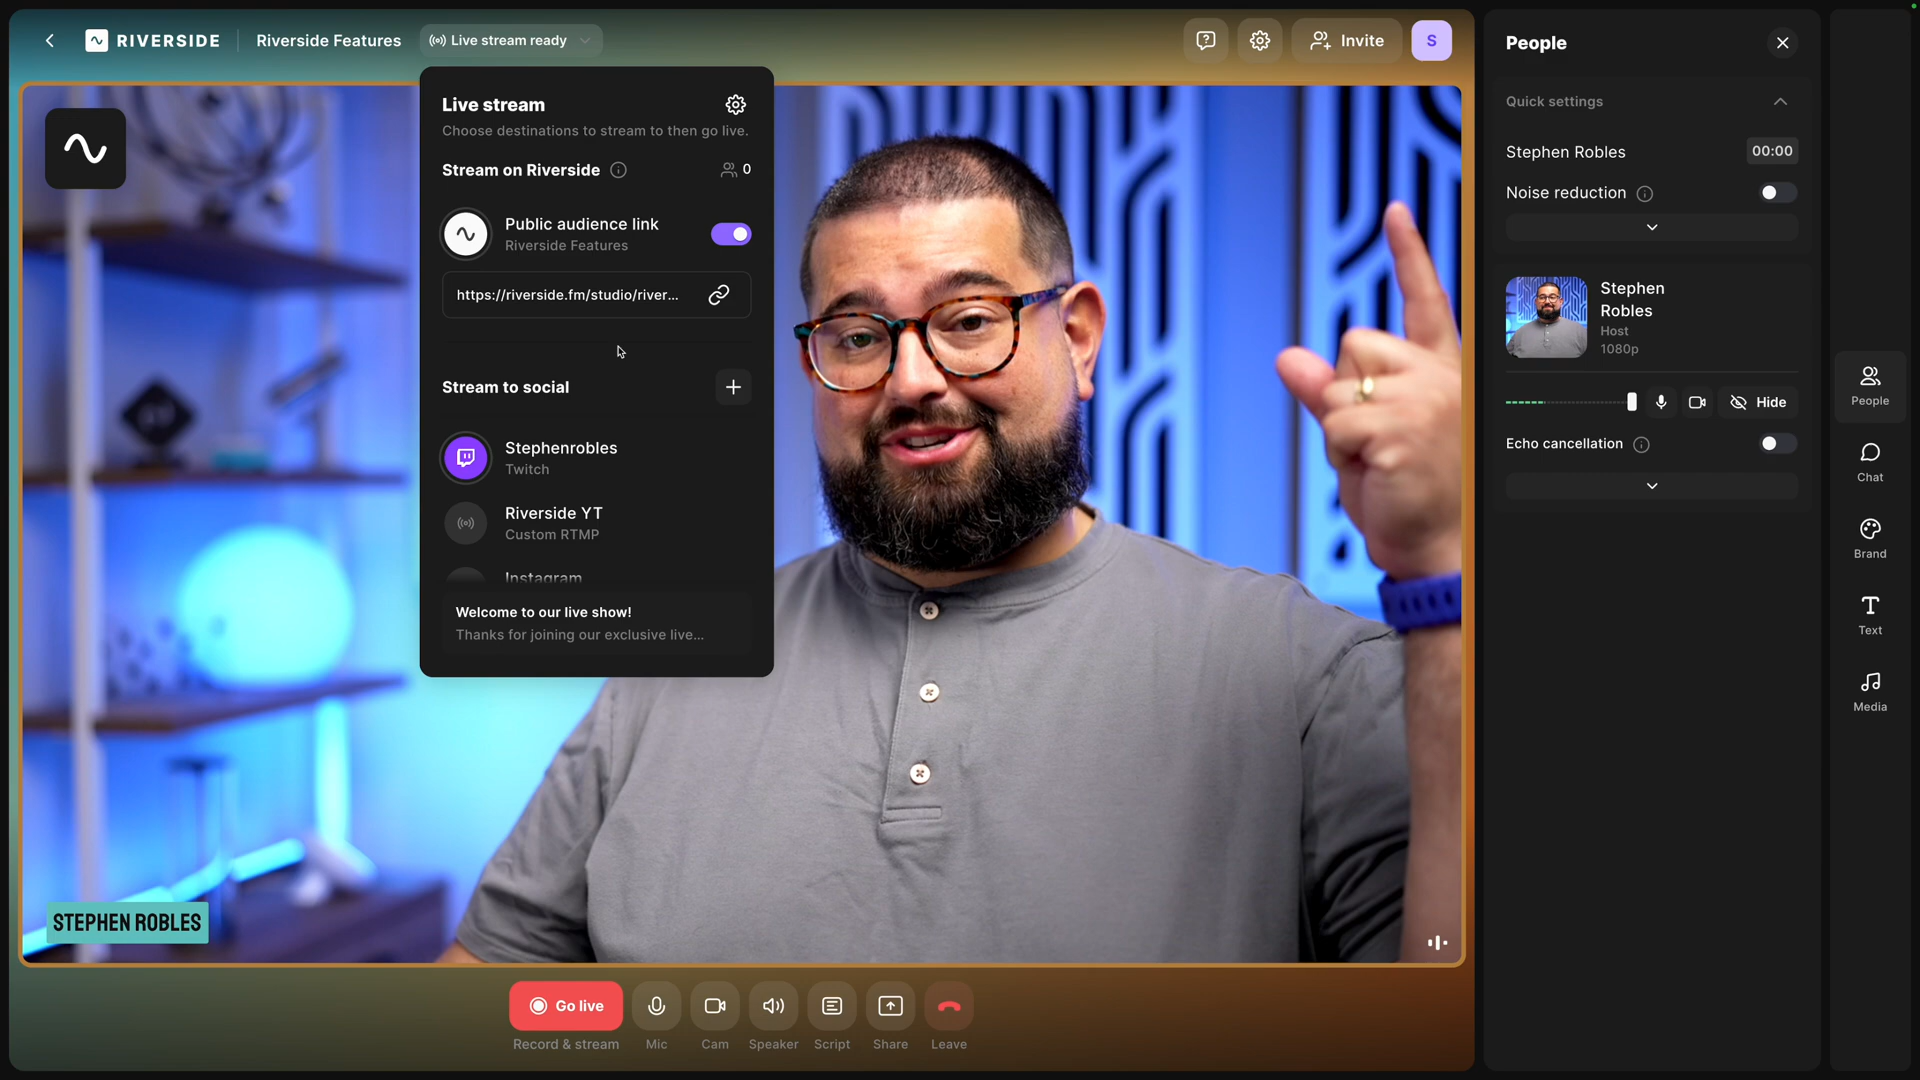 RIVERSIDE
Riverside Features
Live stream ready
Invite
S
Live stream
Choose destinations to stream to then go live.
Stream on Riverside
0
Public audience link
Riverside Features
https://riverside.fm/studio/river...
Stream to social
Stephenrobles
Twitch
Riverside YT
Custom RTMP
Instagram
Welcome to our live show!
Thanks for joining our exclusive live...
STEPHEN ROBLES
Go live
Record & stream
Mic
Cam
Speaker
Script
Share
Leave
People
Quick settings
Stephen Robles
00:00
Noise reduction
Stephen
Robles
Host
1080p
Hide
Echo cancellation
People
Chat
Brand
Text
Media